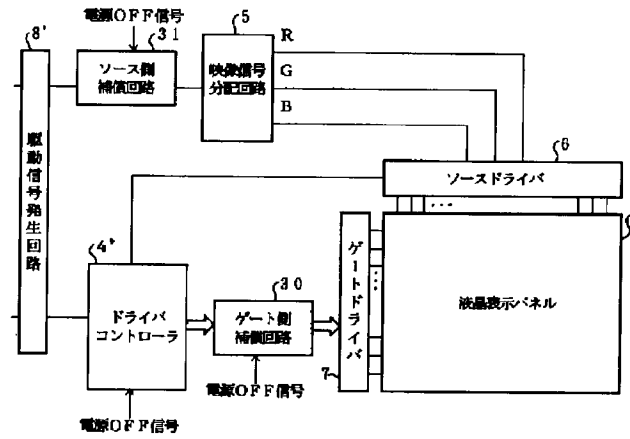 電源OFF信号
8'
31
5
ソース側
補償回路
映像信号
分配回路
R
G
B
駆動信号発生回路
6
ソースドライバ
...
4'
ドライバ
コントローラ
30
ゲート側
補償回路
ゲートドライバ
7
液晶表示パネル
電源OFF信号
電源OFF信号